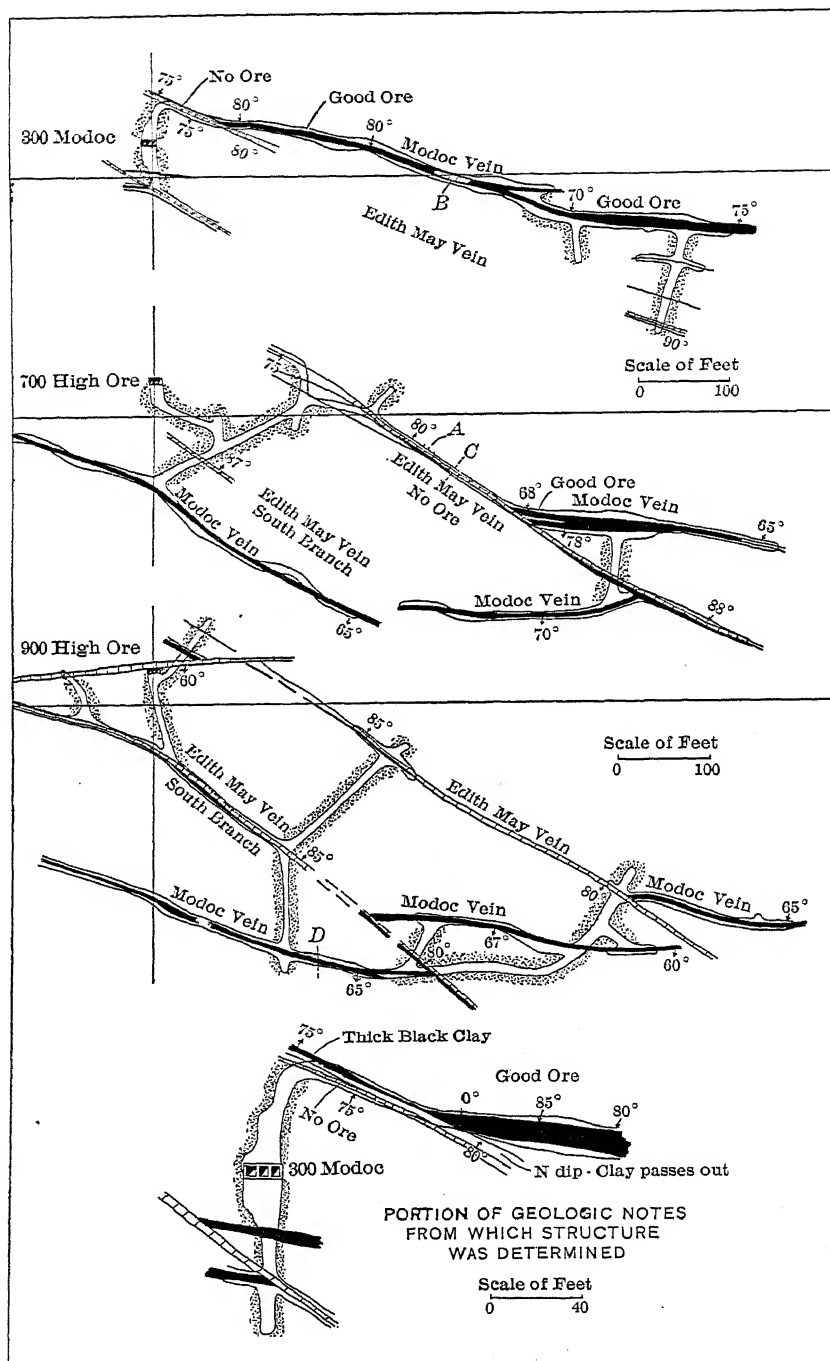 75°
No Ore
80°
Good Ore
300 Modoc
75°
80°
80°
Modoc Vein
B
70°
Good Ore
75°
Edith May Vein
90°
Scale of Feet
0 100
700 High Ore
75°
80°
A
C
87°
Edith May Vein
No Ore
68°
Good Ore
Modoc Vein
65°
Edith May Vein
South Branch
Modoc Vein
78°
65°
Modoc Vein
70°
88°
900 High Ore
60°
85°
Scale of Feet
0 100
Edith May Vein
South Branch
85°
Edith May Vein
Modoc Vein
D
65°
Modoc Vein
80°
67°
80°
60°
Modoc Vein
65°
75°
Thick Black Clay
Good Ore
No Ore
75°
0°
85°
80°
80°
300 Modoc
N dip - Clay passes out
PORTION OF GEOLOGIC NOTES
FROM WHICH STRUCTURE
WAS DETERMINED
Scale of Feet
0 40